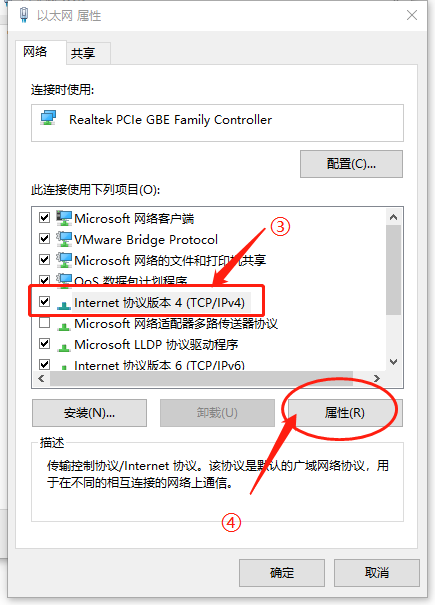 以太网 属性
网络
共享
连接时使用:
Realtek PCIe GBE Family Controller
配置(C)...
此连接使用下列项目(O):
③
Microsoft 网络客户端
VMware Bridge Protocol
Microsoft 网络的文件和打印机共享
QoS 数据包计划程序
Internet 协议版本 4 (TCP/IPv4)
Microsoft 网络适配器多路传送器协议
Microsoft LLDP 协议驱动程序
Internet 协议版本 6 (TCP/IPv6)
安装(N)...
卸载(U)
属性(R)
描述
传输控制协议/Internet 协议。该协议是默认的广域网络协议，用
于在不同的相互连接的网络上通信。
④
确定
取消